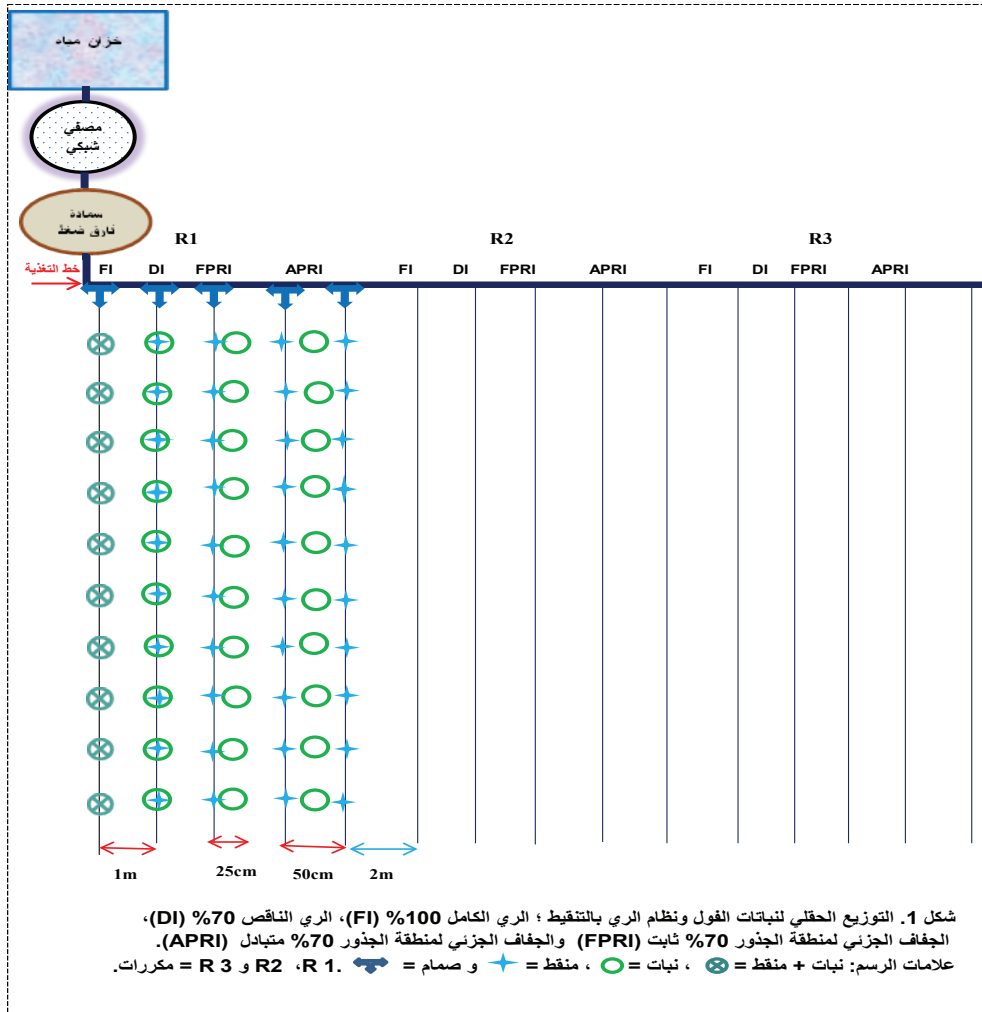 خزان مياه
مصفي
شبكي
سمادة
فارق ضغط
R1 R2 R3
خط التغذية FI DI FPRI APRI FI DI FPRI APRI FI DI FPRI APRI
1m 25cm 50cm 2m
شكل 1. التوزيع الحقلي لنباتات الفول ونظام الري بالتنقيط ؛ الري الكامل 100% (FI)، الري الناقص 70% (DI)،
الجفاف الجزئي لمنطقة الجذور 70% ثابت (FPRI) والجفاف الجزئي لمنطقة الجذور 70% متبادل (APRI).
علامات الرسم: نبات + منقط = ، نبات = ، منقط = و صمام = .R 1، R2 و R 3 = مكررات.